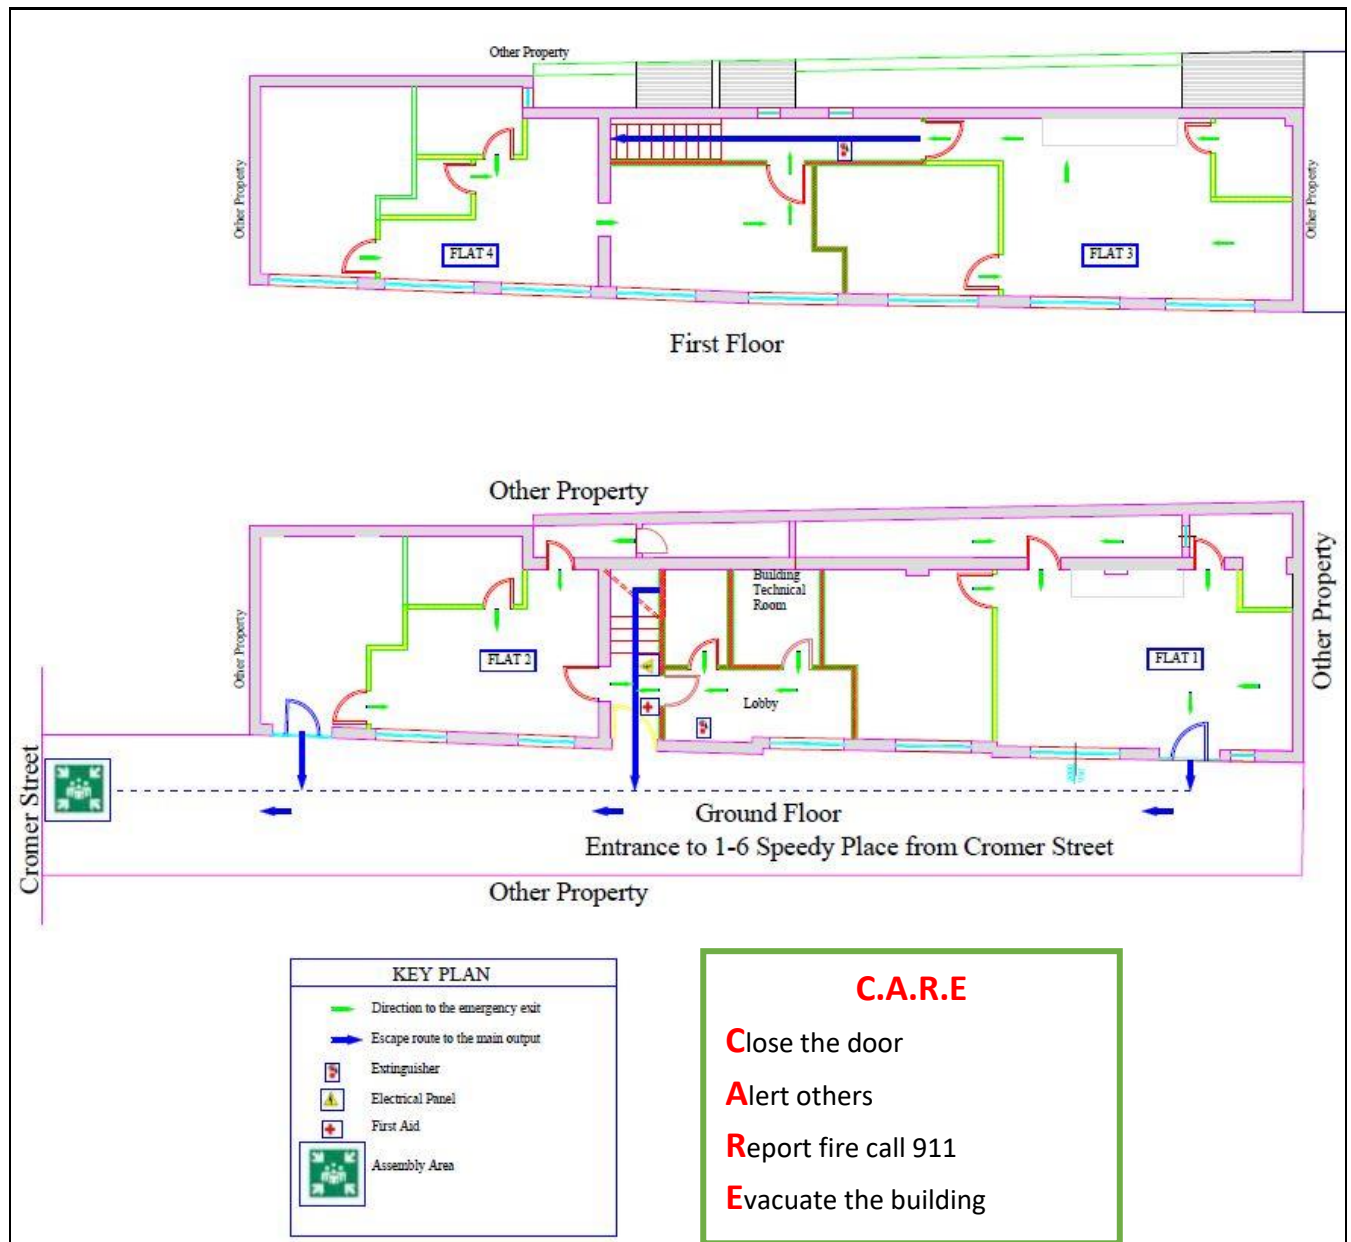 Other Property
Other Property
FLAT 4
FLAT 3
Other Property
First Floor
Other Property
Other Property
Building
Technical
Room
FLAT 2
FLAT 1
Other Property
Lobby
Cromer Street
Ground Floor
Entrance to 1-6 Speedy Place from Cromer Street
Other Property
KEY PLAN
Direction to the emergency exit
Escape route to the main output
Extinguisher
Electrical Panel
First Aid
Assembly Area
C.A.R.E
Close the door
Alert others
Report fire call 911
Evacuate the building